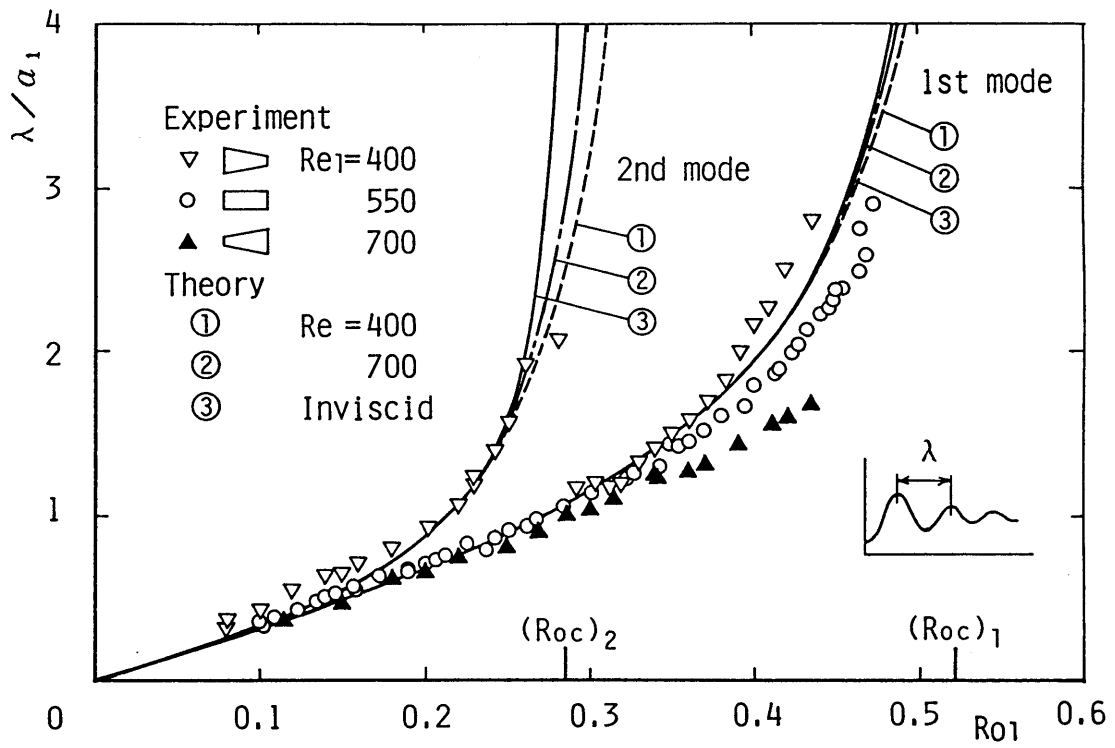 4
λ/a1
3
2
1
0
Experiment
▽ Re1=400
○ 550
▲ 700
Theory
① Re =400
② 700
③ Inviscid
2nd mode
①
②
③
1st mode
①
②
③
λ
(Roc)2
(Roc)1
0.1 0.2 0.3 0.4 0.5 0.6
Ro1